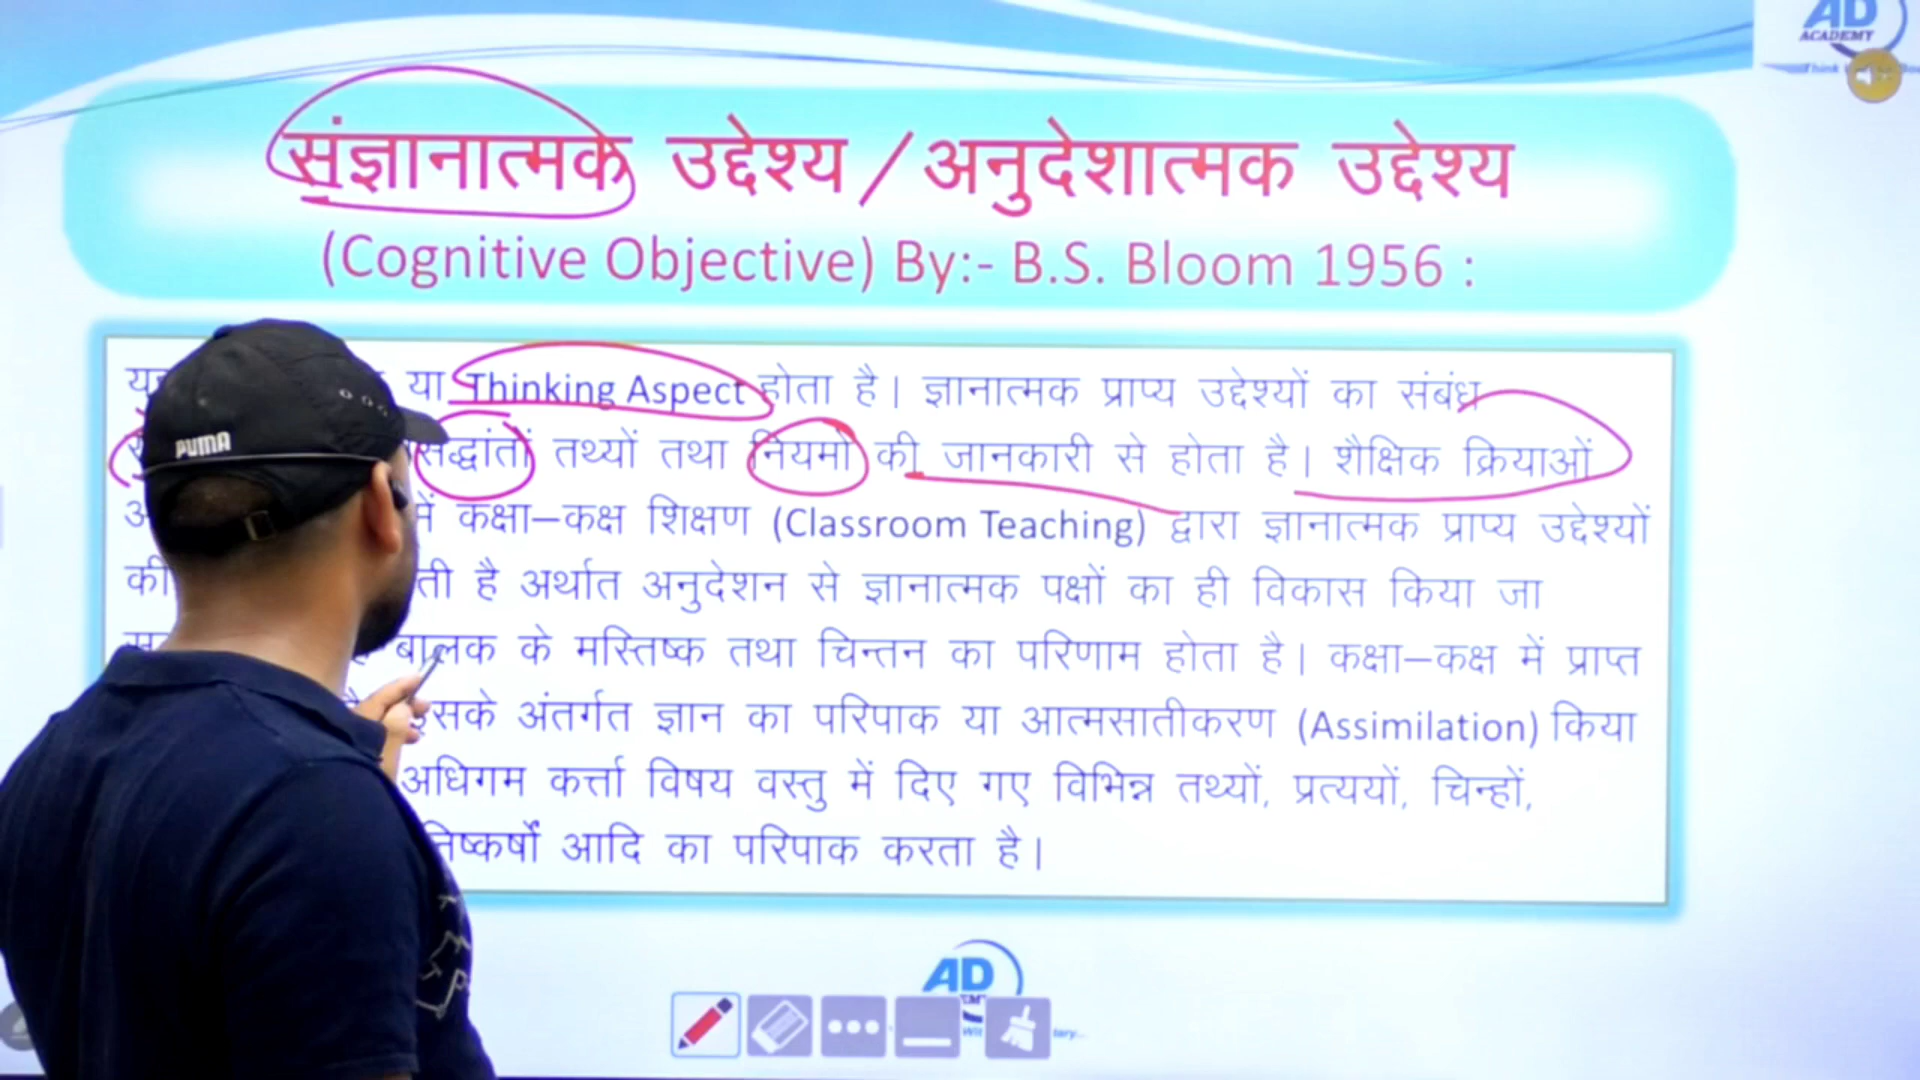 AD
ACADEMY
संज्ञानात्मक उद्देश्य / अनुदेशात्मक उद्देश्य
(Cognitive Objective) By:- B.S. Bloom 1956 :
या Thinking Aspect होता है। ज्ञानात्मक प्राप्य उद्देश्यों का संबंध
तथ्यों तथा नियमों की जानकारी से होता है। शैक्षिक क्रियाओं
में कक्षा–कक्ष शिक्षण (Classroom Teaching) द्वारा ज्ञानात्मक प्राप्य उद्देश्यों
की है अर्थात अनुदेशन से ज्ञानात्मक पक्षों का ही विकास किया जा
बालक के मस्तिष्क तथा चिन्तन का परिणाम होता है। कक्षा–कक्ष में प्राप्त
इसके अंतर्गत ज्ञान का परिपाक या आत्मसातीकरण (Assimilation) किया
अधिगम कर्त्ता विषय वस्तु में दिए गए विभिन्न तथ्यों, प्रत्ययों, चिन्हों,
निष्कर्षों आदि का परिपाक करता है।
PUMA
AD